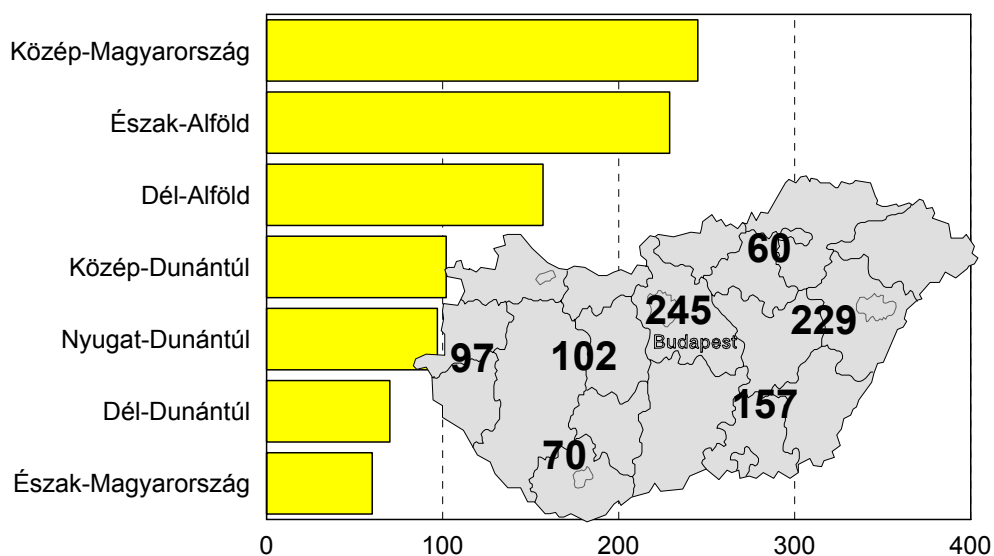 Közép-Magyarország
Észak-Alföld
Dél-Alföld
Közép-Dunántúl
Nyugat-Dunántúl
Dél-Dunántúl
Észak-Magyarország
60
245
229
Budapest
97
102
157
70
0 100 200 300 400